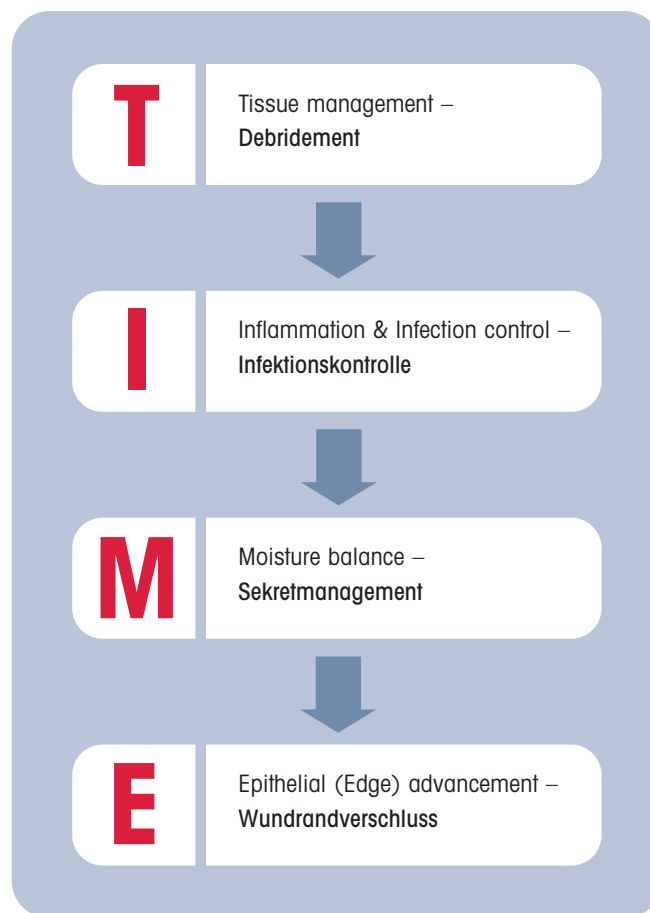 T
Tissue management –
Debridement
I
Inflammation & Infection control –
Infektionskontrolle
M
Moisture balance –
Sekretmanagement
E
Epithelial (Edge) advancement –
Wundrandverschluss